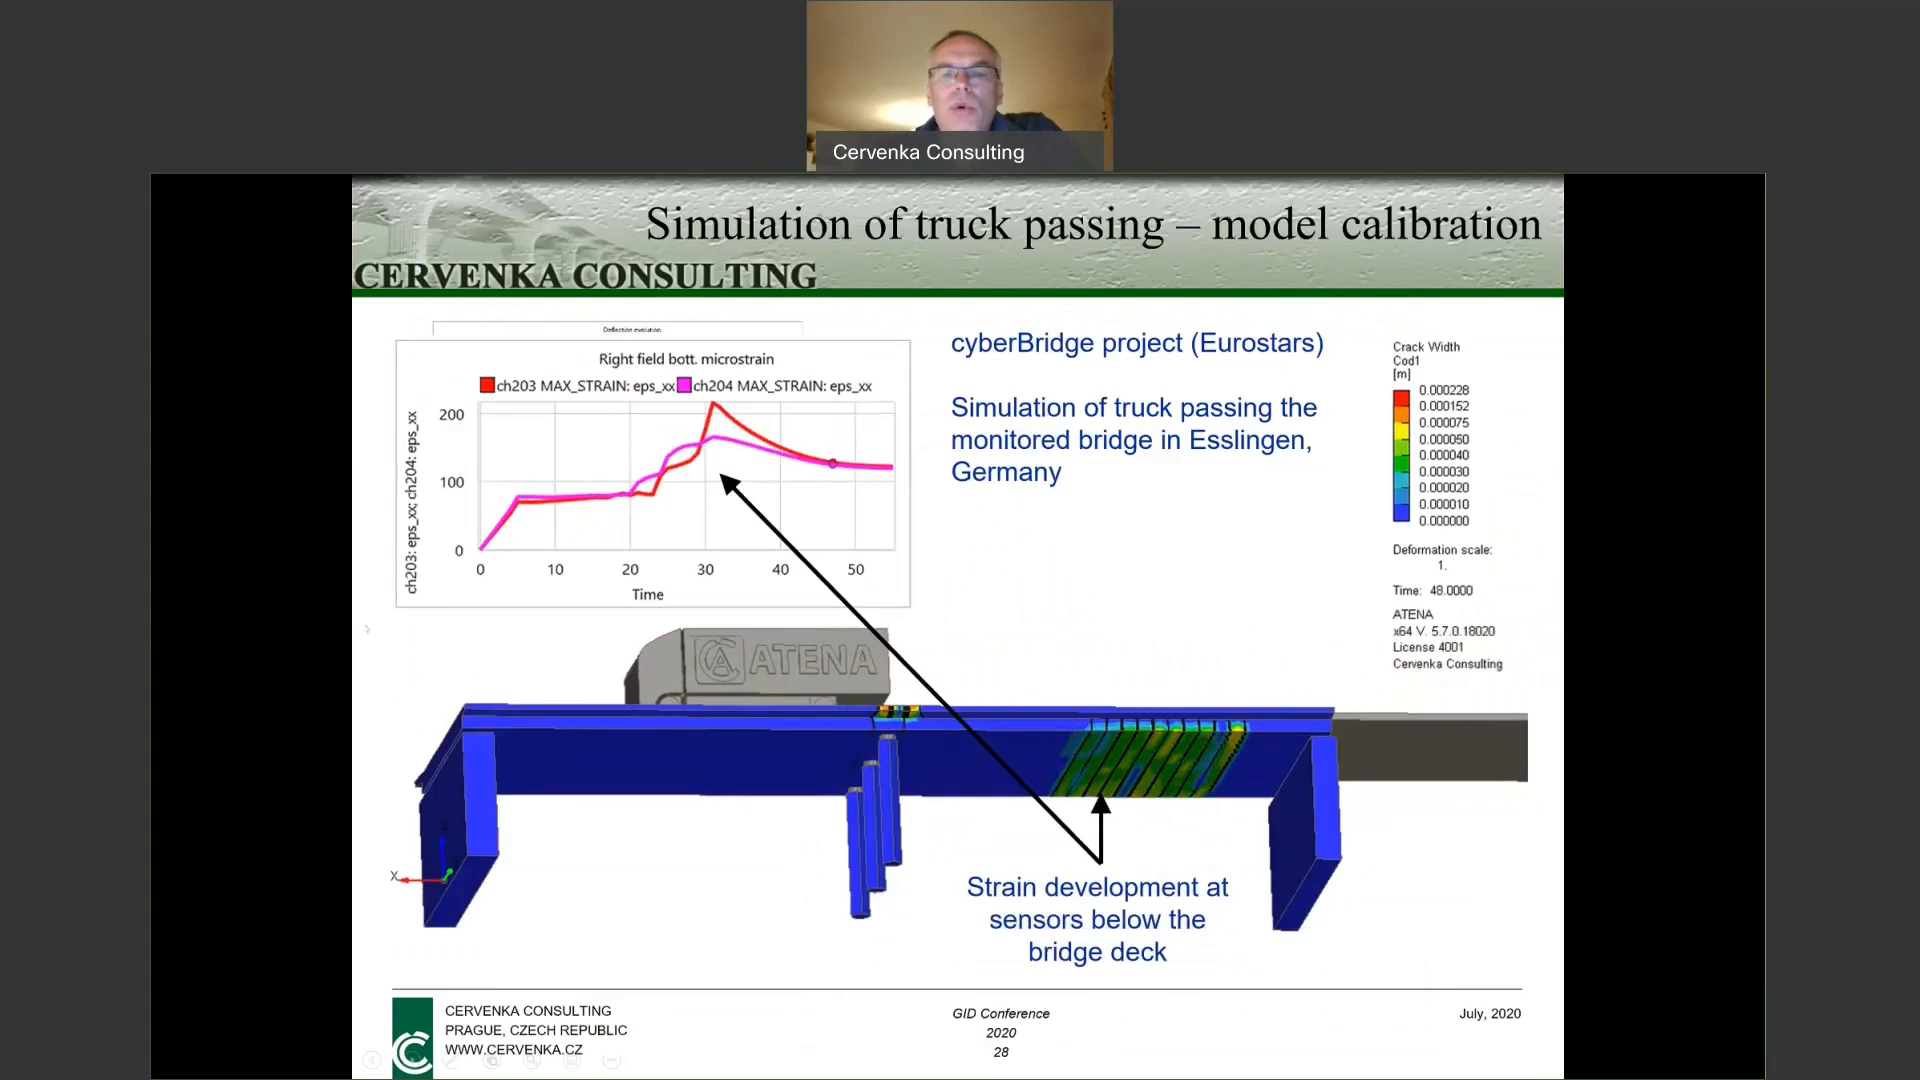 Cervenka Consulting
Simulation of truck passing – model calibration
CERVENKA CONSULTING
Deflection evolution
Right field bott. microstrain
ch203 MAX_STRAIN: eps_xx ch204 MAX_STRAIN: eps_xx
ch203: eps_xx; ch204: eps_xx
200
100
0
0 10 20 30 40 50
Time
cyberBridge project (Eurostars)
Simulation of truck passing the
monitored bridge in Esslingen,
Germany
Crack Width
Cod1
[m]
0.000228
0.000152
0.000075
0.000050
0.000040
0.000030
0.000020
0.000010
0.000000
Deformation scale:
1.
Time: 48.0000
ATENA
x64 V. 5.7.0.18020
License 4001
Cervenka Consulting
ATENA
X
Strain development at
sensors below the
bridge deck
CERVENKA CONSULTING
PRAGUE, CZECH REPUBLIC
WWW.CERVENKA.CZ
GID Conference
2020
28
July, 2020